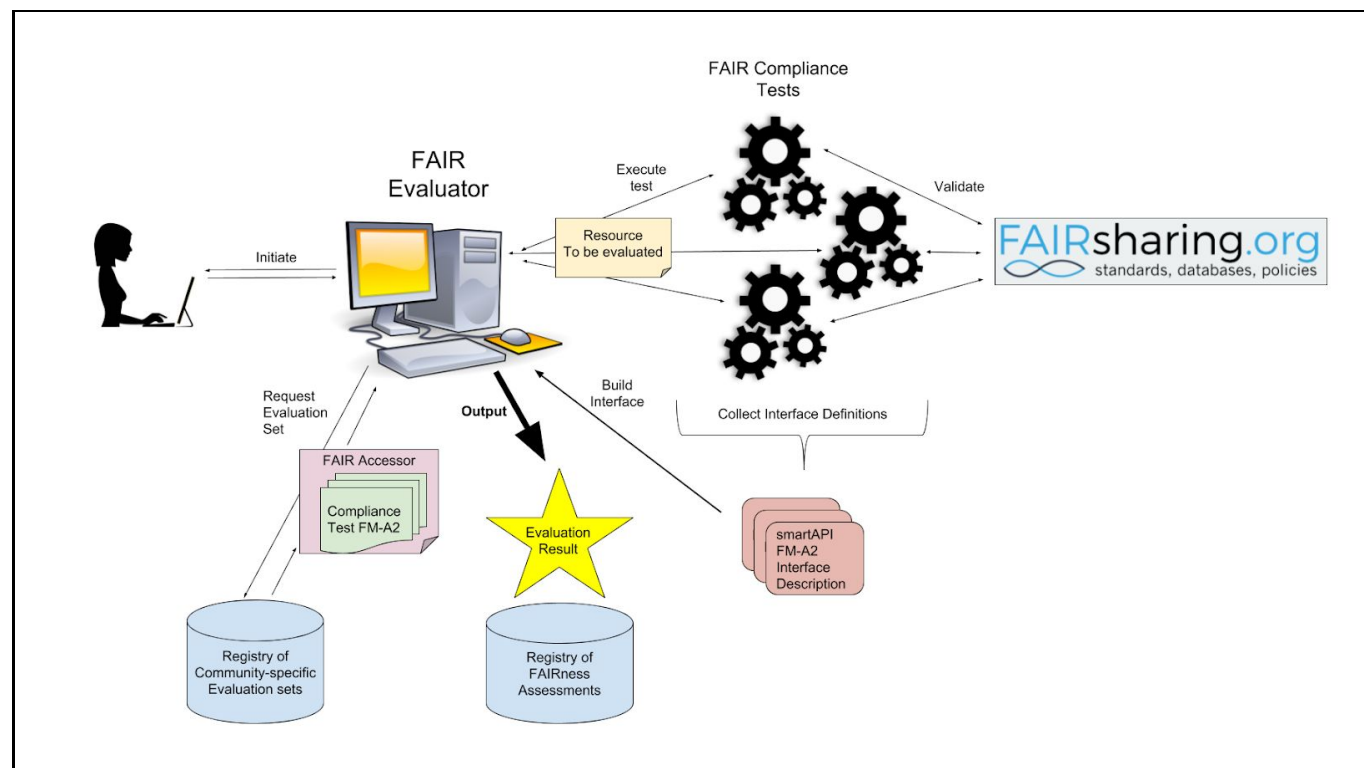 FAIR Compliance
Tests
FAIR
Evaluator
Execute
test
Validate
Resource
To be evaluated
FAIRsharing.org
standards, databases, policies
Initiate
Request
Evaluation
Set
Output
Build
Interface
Collect Interface Definitions
FAIR Accessor
Compliance
Test FM-A2
Evaluation
Result
smartAPI
FM-A2
Interface
Description
Registry of
Community-specific
Evaluation sets
Registry of
FAIRness
Assessments